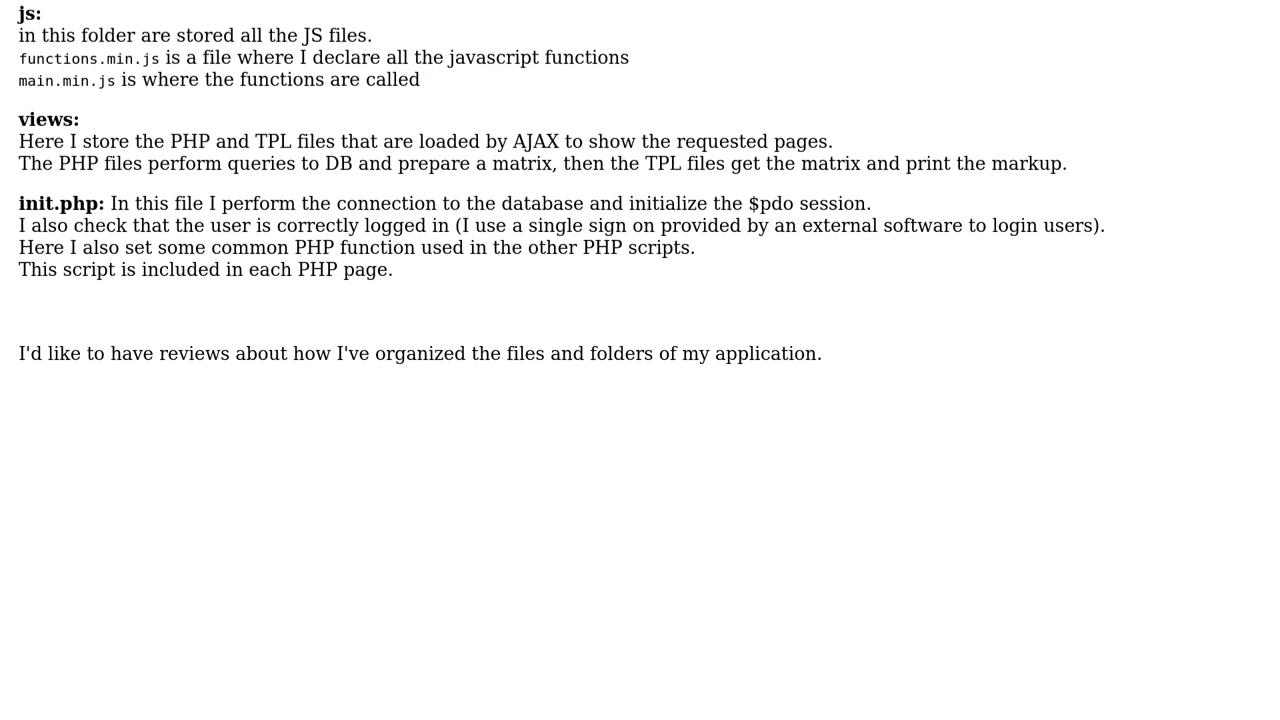 js:
in this folder are stored all the JS files.
functions.min.js is a file where I declare all the javascript functions
main.min.js is where the functions are called
views:
Here I store the PHP and TPL files that are loaded by AJAX to show the requested pages.
The PHP files perform queries to DB and prepare a matrix, then the TPL files get the matrix and print the markup.
init.php: In this file I perform the connection to the database and initialize the $pdo session.
I also check that the user is correctly logged in (I use a single sign on provided by an external software to login users).
Here I also set some common PHP function used in the other PHP scripts.
This script is included in each PHP page.
I'd like to have reviews about how I've organized the files and folders of my application.